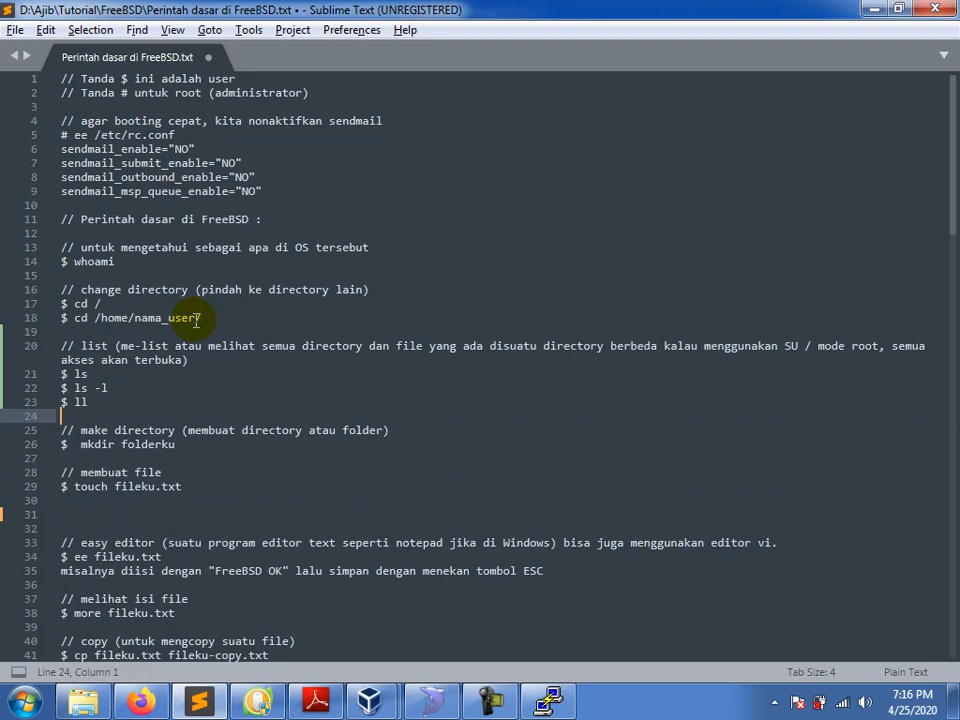 D:\Ajib\Tutorial\FreeBSD\Perintah dasar di FreeBSD.txt • - Sublime Text (UNREGISTERED)
File Edit Selection Find View Goto Tools Project Preferences Help
Perintah dasar di FreeBSD.txt
1 // Tanda $ ini adalah user
2 // Tanda # untuk root (administrator)
3
4 // agar booting cepat, kita nonaktifkan sendmail
5 # ee /etc/rc.conf
6 sendmail_enable="NO"
7 sendmail_submit_enable="NO"
8 sendmail_outbound_enable="NO"
9 sendmail_msp_queue_enable="NO"
10
11 // Perintah dasar di FreeBSD :
12
13 // untuk mengetahui sebagai apa di OS tersebut
14 $ whoami
15
16 // change directory (pindah ke directory lain)
17 $ cd /
18 $ cd /home/nama_user/
19
20 // list (me-list atau melihat semua directory dan file yang ada disuatu directory berbeda kalau menggunakan SU / mode root, semua
akses akan terbuka)
21 $ ls
22 $ ls -l
23 $ ll
24
25 // make directory (membuat directory atau folder)
26 $  mkdir folderku
27
28 // membuat file
29 $ touch fileku.txt
30
31
32
33 // easy editor (suatu program editor text seperti notepad jika di Windows) bisa juga menggunakan editor vi.
34 $ ee fileku.txt
35 misalnya diisi dengan "FreeBSD OK" lalu simpan dengan menekan tombol ESC
36
37 // melihat isi file
38 $ more fileku.txt
39
40 // copy (untuk mengcopy suatu file)
41 $ cp fileku.txt fileku-copy.txt
Line 24, Column 1 Tab Size: 4 Plain Text
7:16 PM
4/25/2020